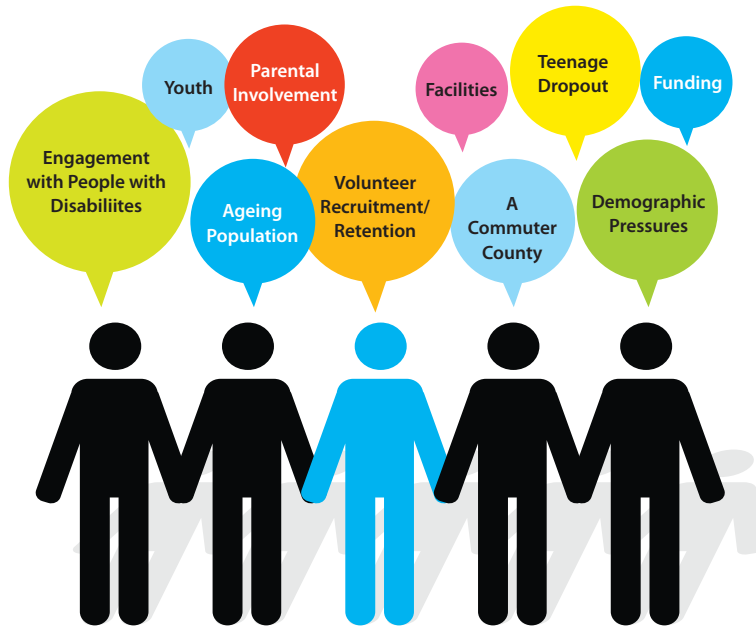 Engagement
with People with
Disabiliites
Youth
Parental
Involvement
Ageing
Population
Volunteer
Recruitment/
Retention
Facilities
A
Commuter
County
Teenage
Dropout
Funding
Demographic
Pressures